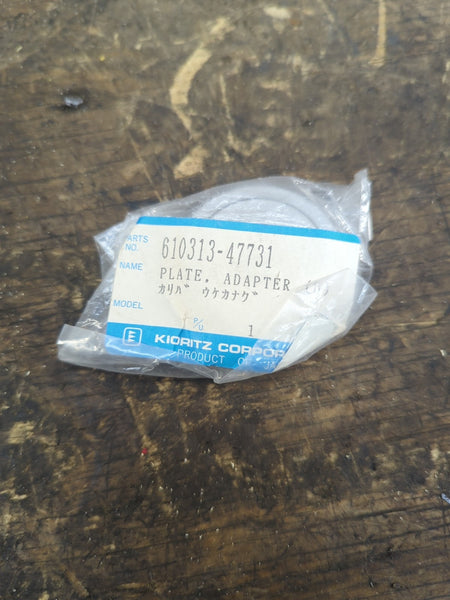 PARTS NO. 610313-47731
NAME PLATE, ADAPTER
カリバ゛ ウケカナグ゛
MODEL
P/U 1
E KIORITZ CORPOR
PRODUCT O